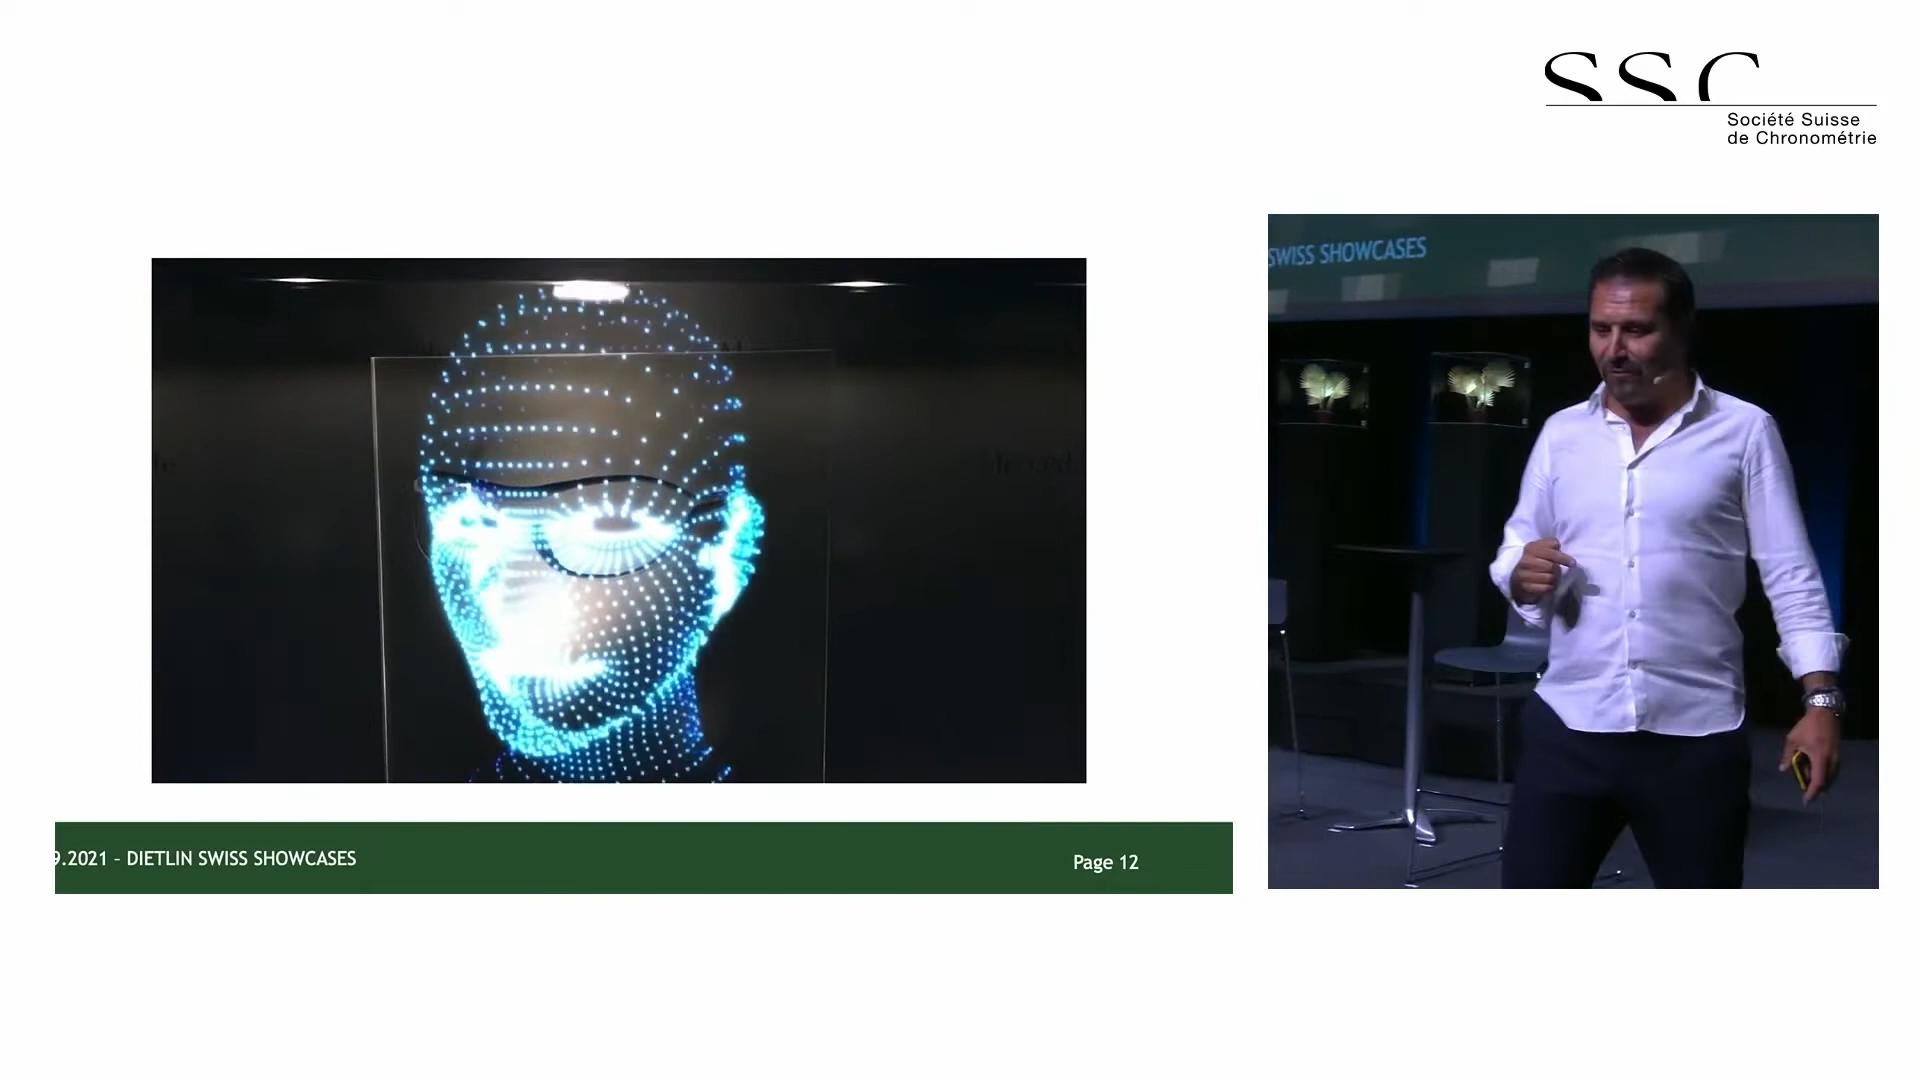 SSC
Société Suisse
de Chronométrie
SWISS SHOWCASES
9.2021 - DIETLIN SWISS SHOWCASES
Page 12